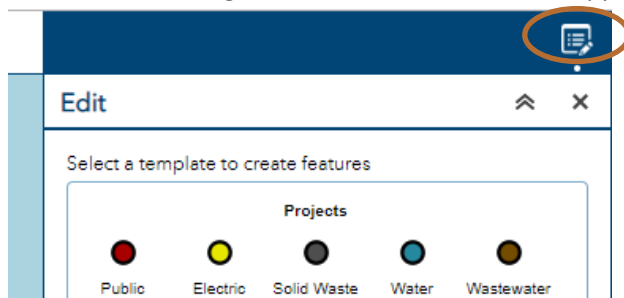 Edit
Select a template to create features
Projects
Public Electric Solid Waste Water Wastewater